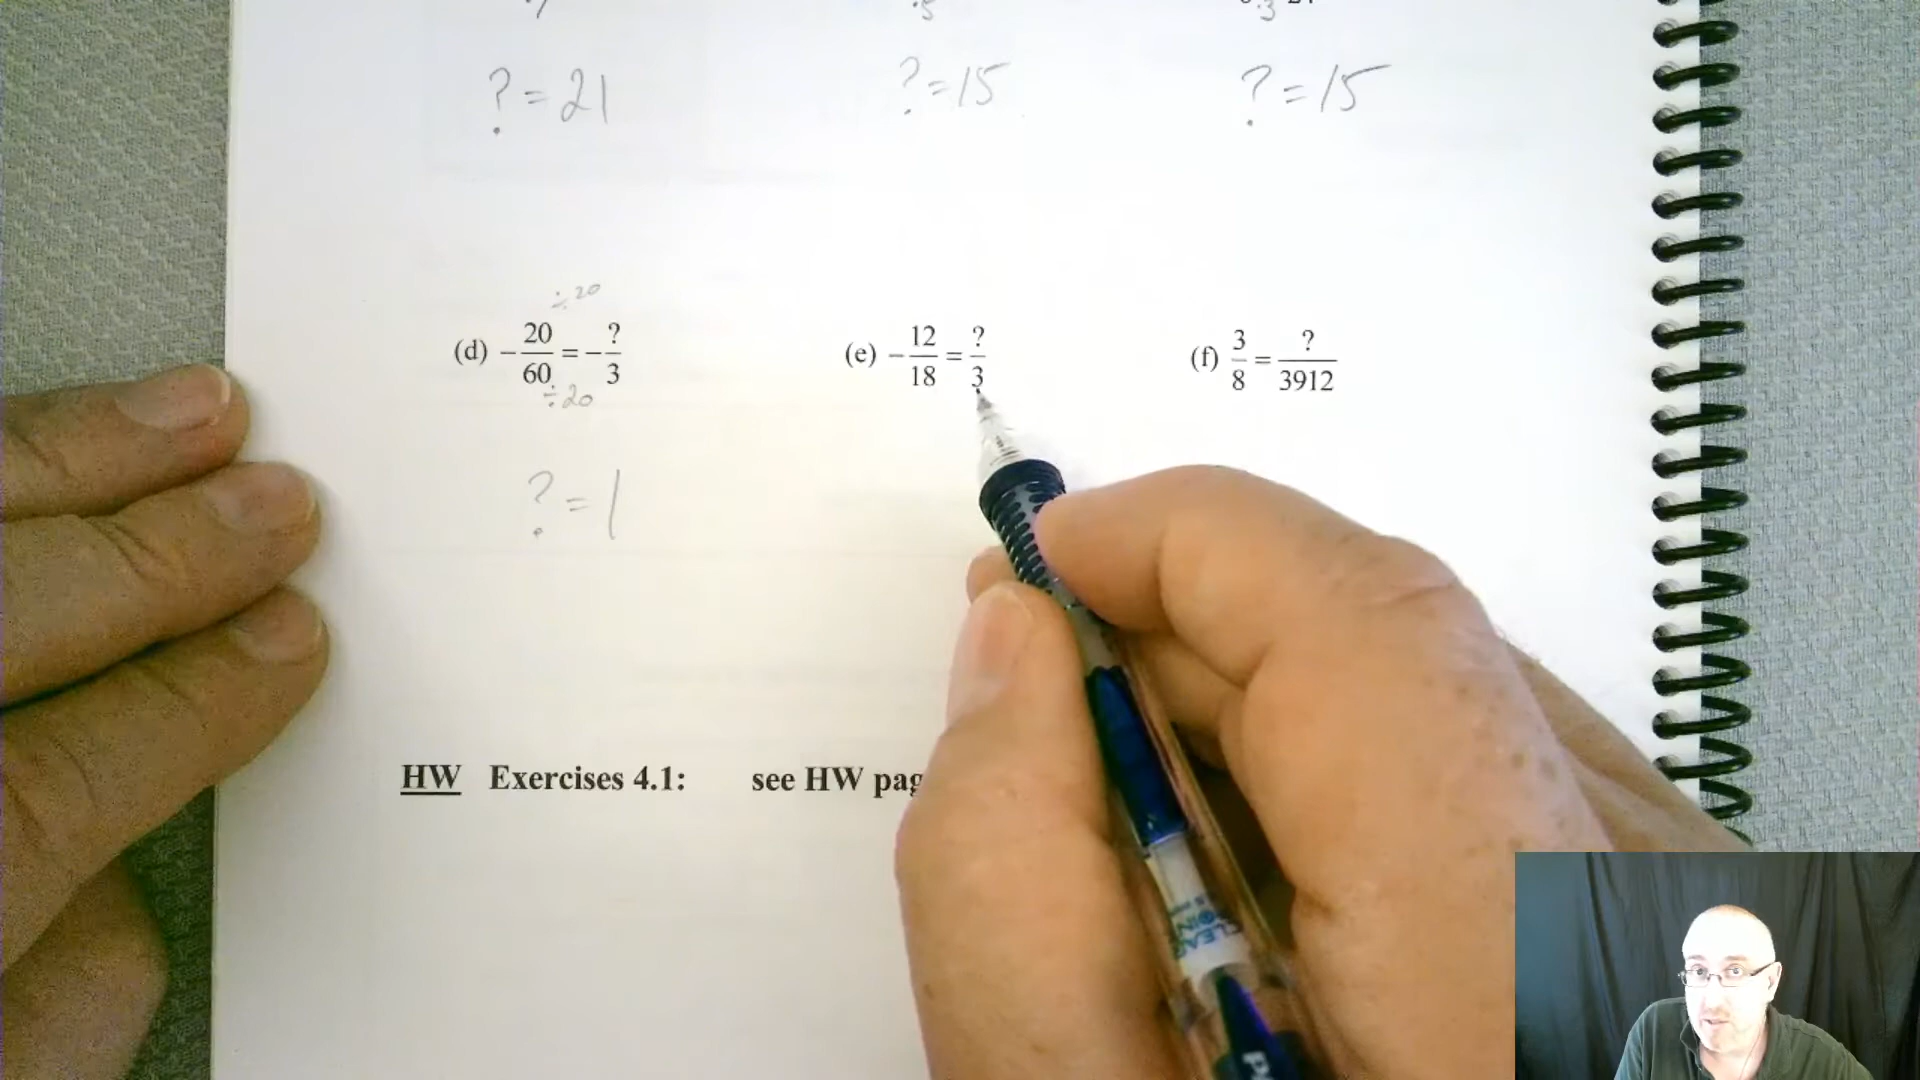 ? = 21 ? = 15 ? = 15
÷ 20
(d) -20/60 = -?/3 (e) -12/18 = ?/3 (f) 3/8 = ?/3912
÷ 20
? = 1
HW Exercises 4.1: see HW